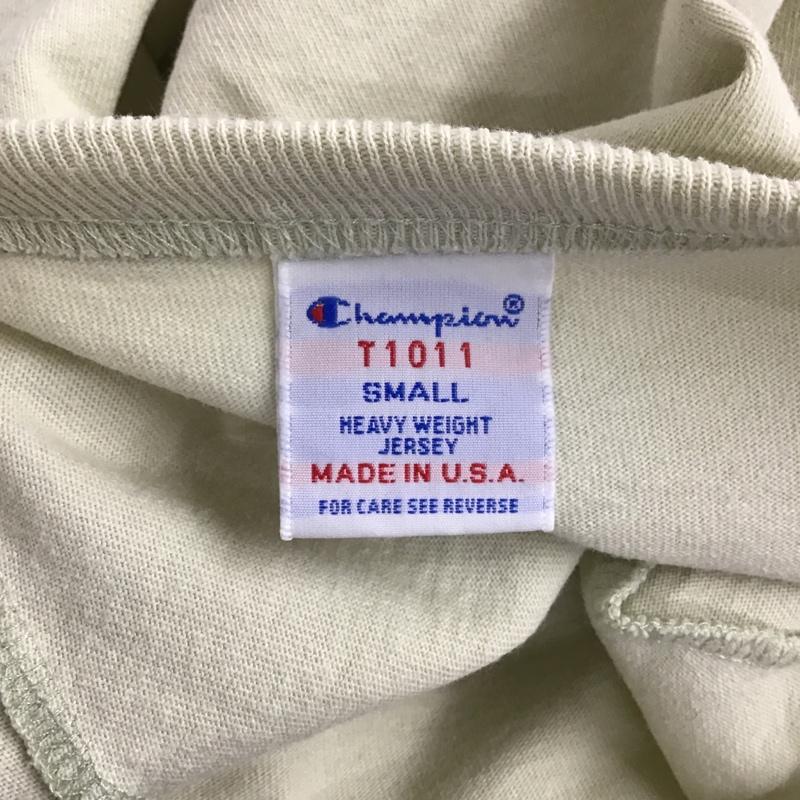 Champion®
T1011
SMALL
HEAVY WEIGHT
JERSEY
MADE IN U.S.A.
FOR CARE SEE REVERSE